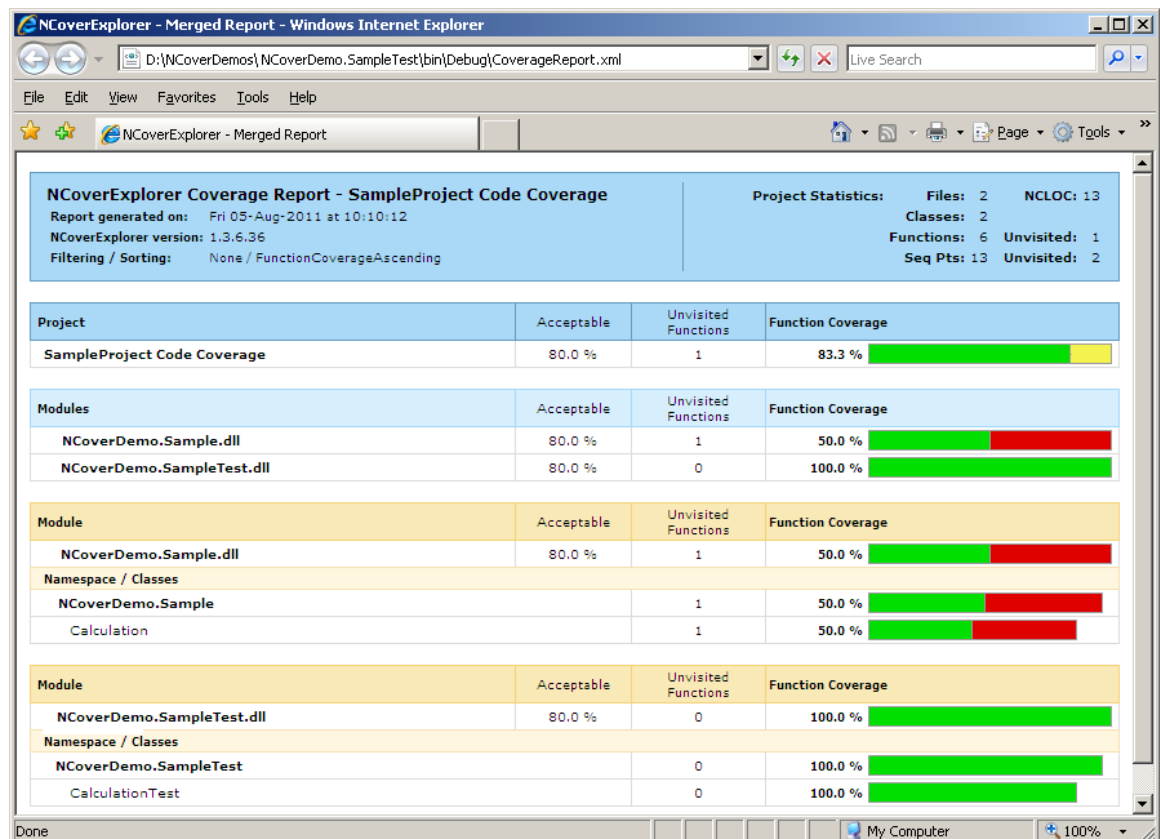 NCoverExplorer - Merged Report - Windows Internet Explorer
D:\NCoverDemos\ NCoverDemo.SampleTest\bin\Debug\CoverageReport.xml
Live Search
File Edit View Favorites Tools Help
NCoverExplorer - Merged Report
Page Tools »
NCoverExplorer Coverage Report - SampleProject Code Coverage
Project Statistics: Files: 2 NCLOC: 13
Report generated on: Fri 05-Aug-2011 at 10:10:12
Classes: 2
NCoverExplorer version: 1.3.6.36
Functions: 6 Unvisited: 1
Filtering / Sorting: None / FunctionCoverageAscending
Seq Pts: 13 Unvisited: 2
Project Acceptable Unvisited Functions Function Coverage
SampleProject Code Coverage 80.0 % 1 83.3 %
Modules Acceptable Unvisited Functions Function Coverage
NCoverDemo.Sample.dll 80.0 % 1 50.0 %
NCoverDemo.SampleTest.dll 80.0 % 0 100.0 %
Module Acceptable Unvisited Functions Function Coverage
NCoverDemo.Sample.dll 80.0 % 1 50.0 %
Namespace / Classes
NCoverDemo.Sample 1 50.0 %
Calculation 1 50.0 %
Module Acceptable Unvisited Functions Function Coverage
NCoverDemo.SampleTest.dll 80.0 % 0 100.0 %
Namespace / Classes
NCoverDemo.SampleTest 0 100.0 %
CalculationTest 0 100.0 %
Done My Computer 100%